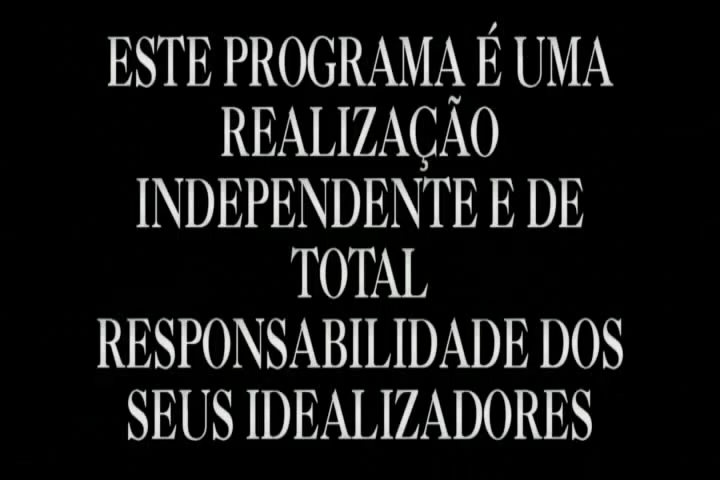 ESTE PROGRAMA É UMA
REALIZAÇÃO
INDEPENDENTE E DE
TOTAL
RESPONSABILIDADE DOS
SEUS IDEALIZADORES